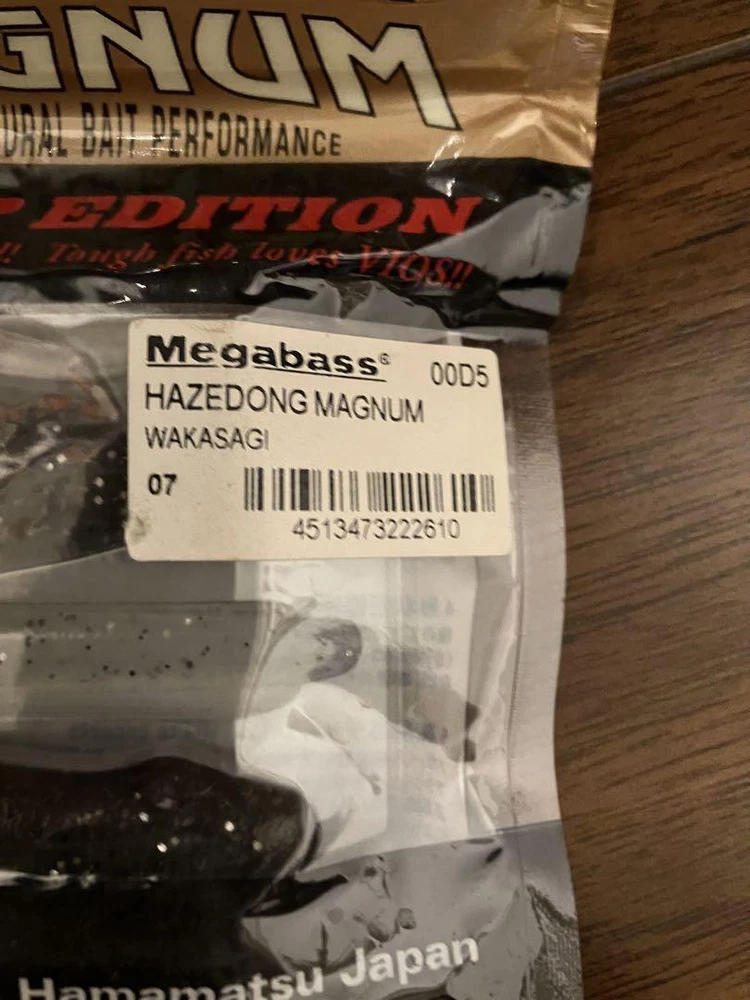 GNUM
URAL BAIT PERFORMANCE
EDITION
!! Tough fish loves VIOS!!
Megabass®
00D5
HAZEDONG MAGNUM
WAKASAGI
07
4513473222610
Hamamatsu Japan